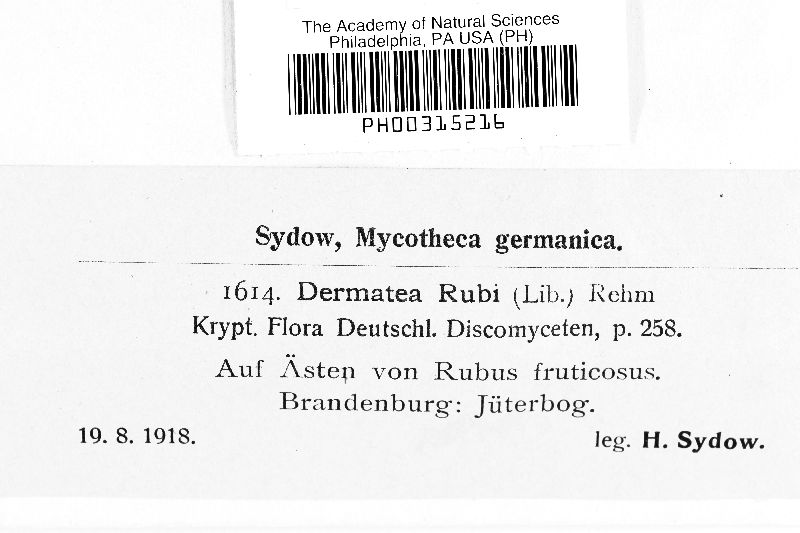 The Academy of Natural Sciences
Philadelphia, PA USA (PH)
PH00315216
Sydow, Mycotheca germanica.
1614. Dermatea Rubi (Lib.) Rehm
Krypt. Flora Deutschl. Discomyceten, p. 258.
Auf Ästen von Rubus fruticosus.
Brandenburg: Jüterbog.
19. 8. 1918. leg. H. Sydow.